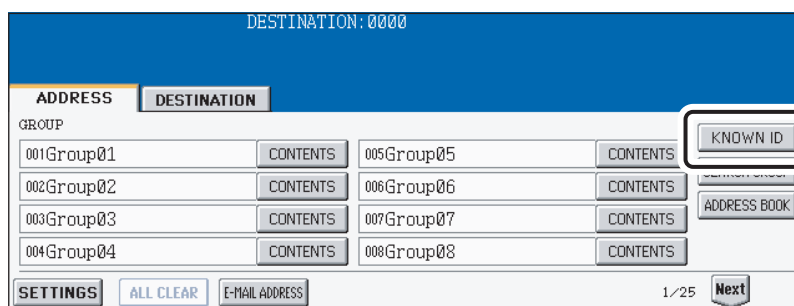 DESTINATION:0000
ADDRESS DESTINATION
GROUP
KNOWN ID
001Group01 CONTENTS 005Group05 CONTENTS
002Group02 CONTENTS 006Group06 CONTENTS
ADDRESS BOOK
003Group03 CONTENTS 007Group07 CONTENTS
004Group04 CONTENTS 008Group08 CONTENTS
SETTINGS ALL CLEAR E-MAIL ADDRESS 1/25 Next